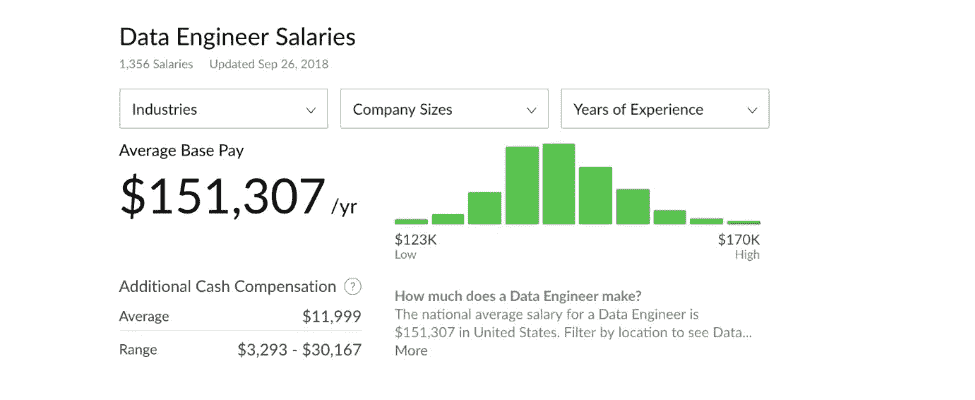 Data Engineer Salaries
1,356 Salaries Updated Sep 26, 2018
Industries Company Sizes Years of Experience
Average Base Pay
$151,307 /yr
$123K $170K
Low High
Additional Cash Compensation ?
Average $11,999
Range $3,293 - $30,167
How much does a Data Engineer make?
The national average salary for a Data Engineer is
$151,307 in United States. Filter by location to see Data...
More